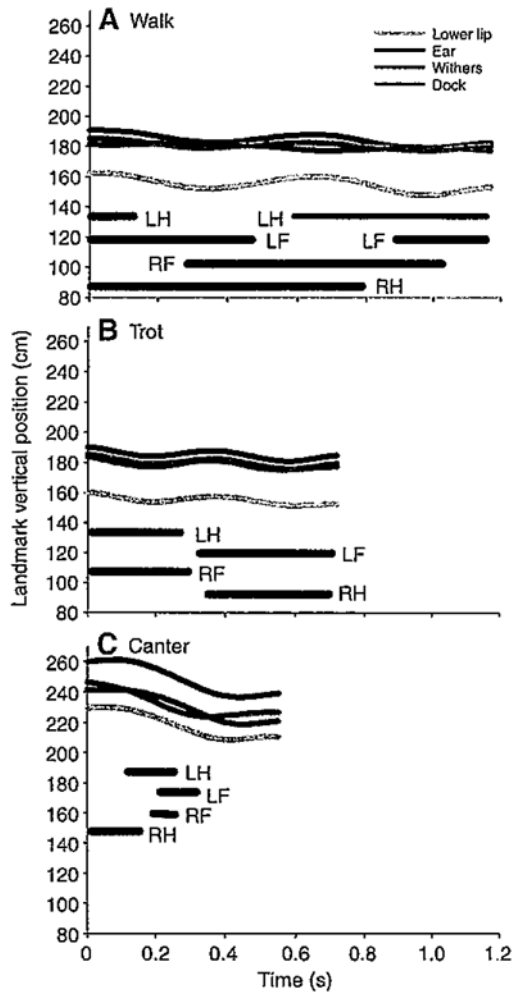 A Walk
Lower lip
Ear
Withers
Dock
260
240
220
200
180
160
140
120
100
80
LH
LH
LF
LF
RF
RH
B Trot
260
240
220
200
180
160
140
120
100
80
LH
LF
RF
RH
C Canter
260
240
220
200
180
160
140
120
100
80
LH
LF
RF
RH
0
0.2
0.4
0.6
0.8
1.0
1.2
Time (s)
Landmark vertical position (cm)